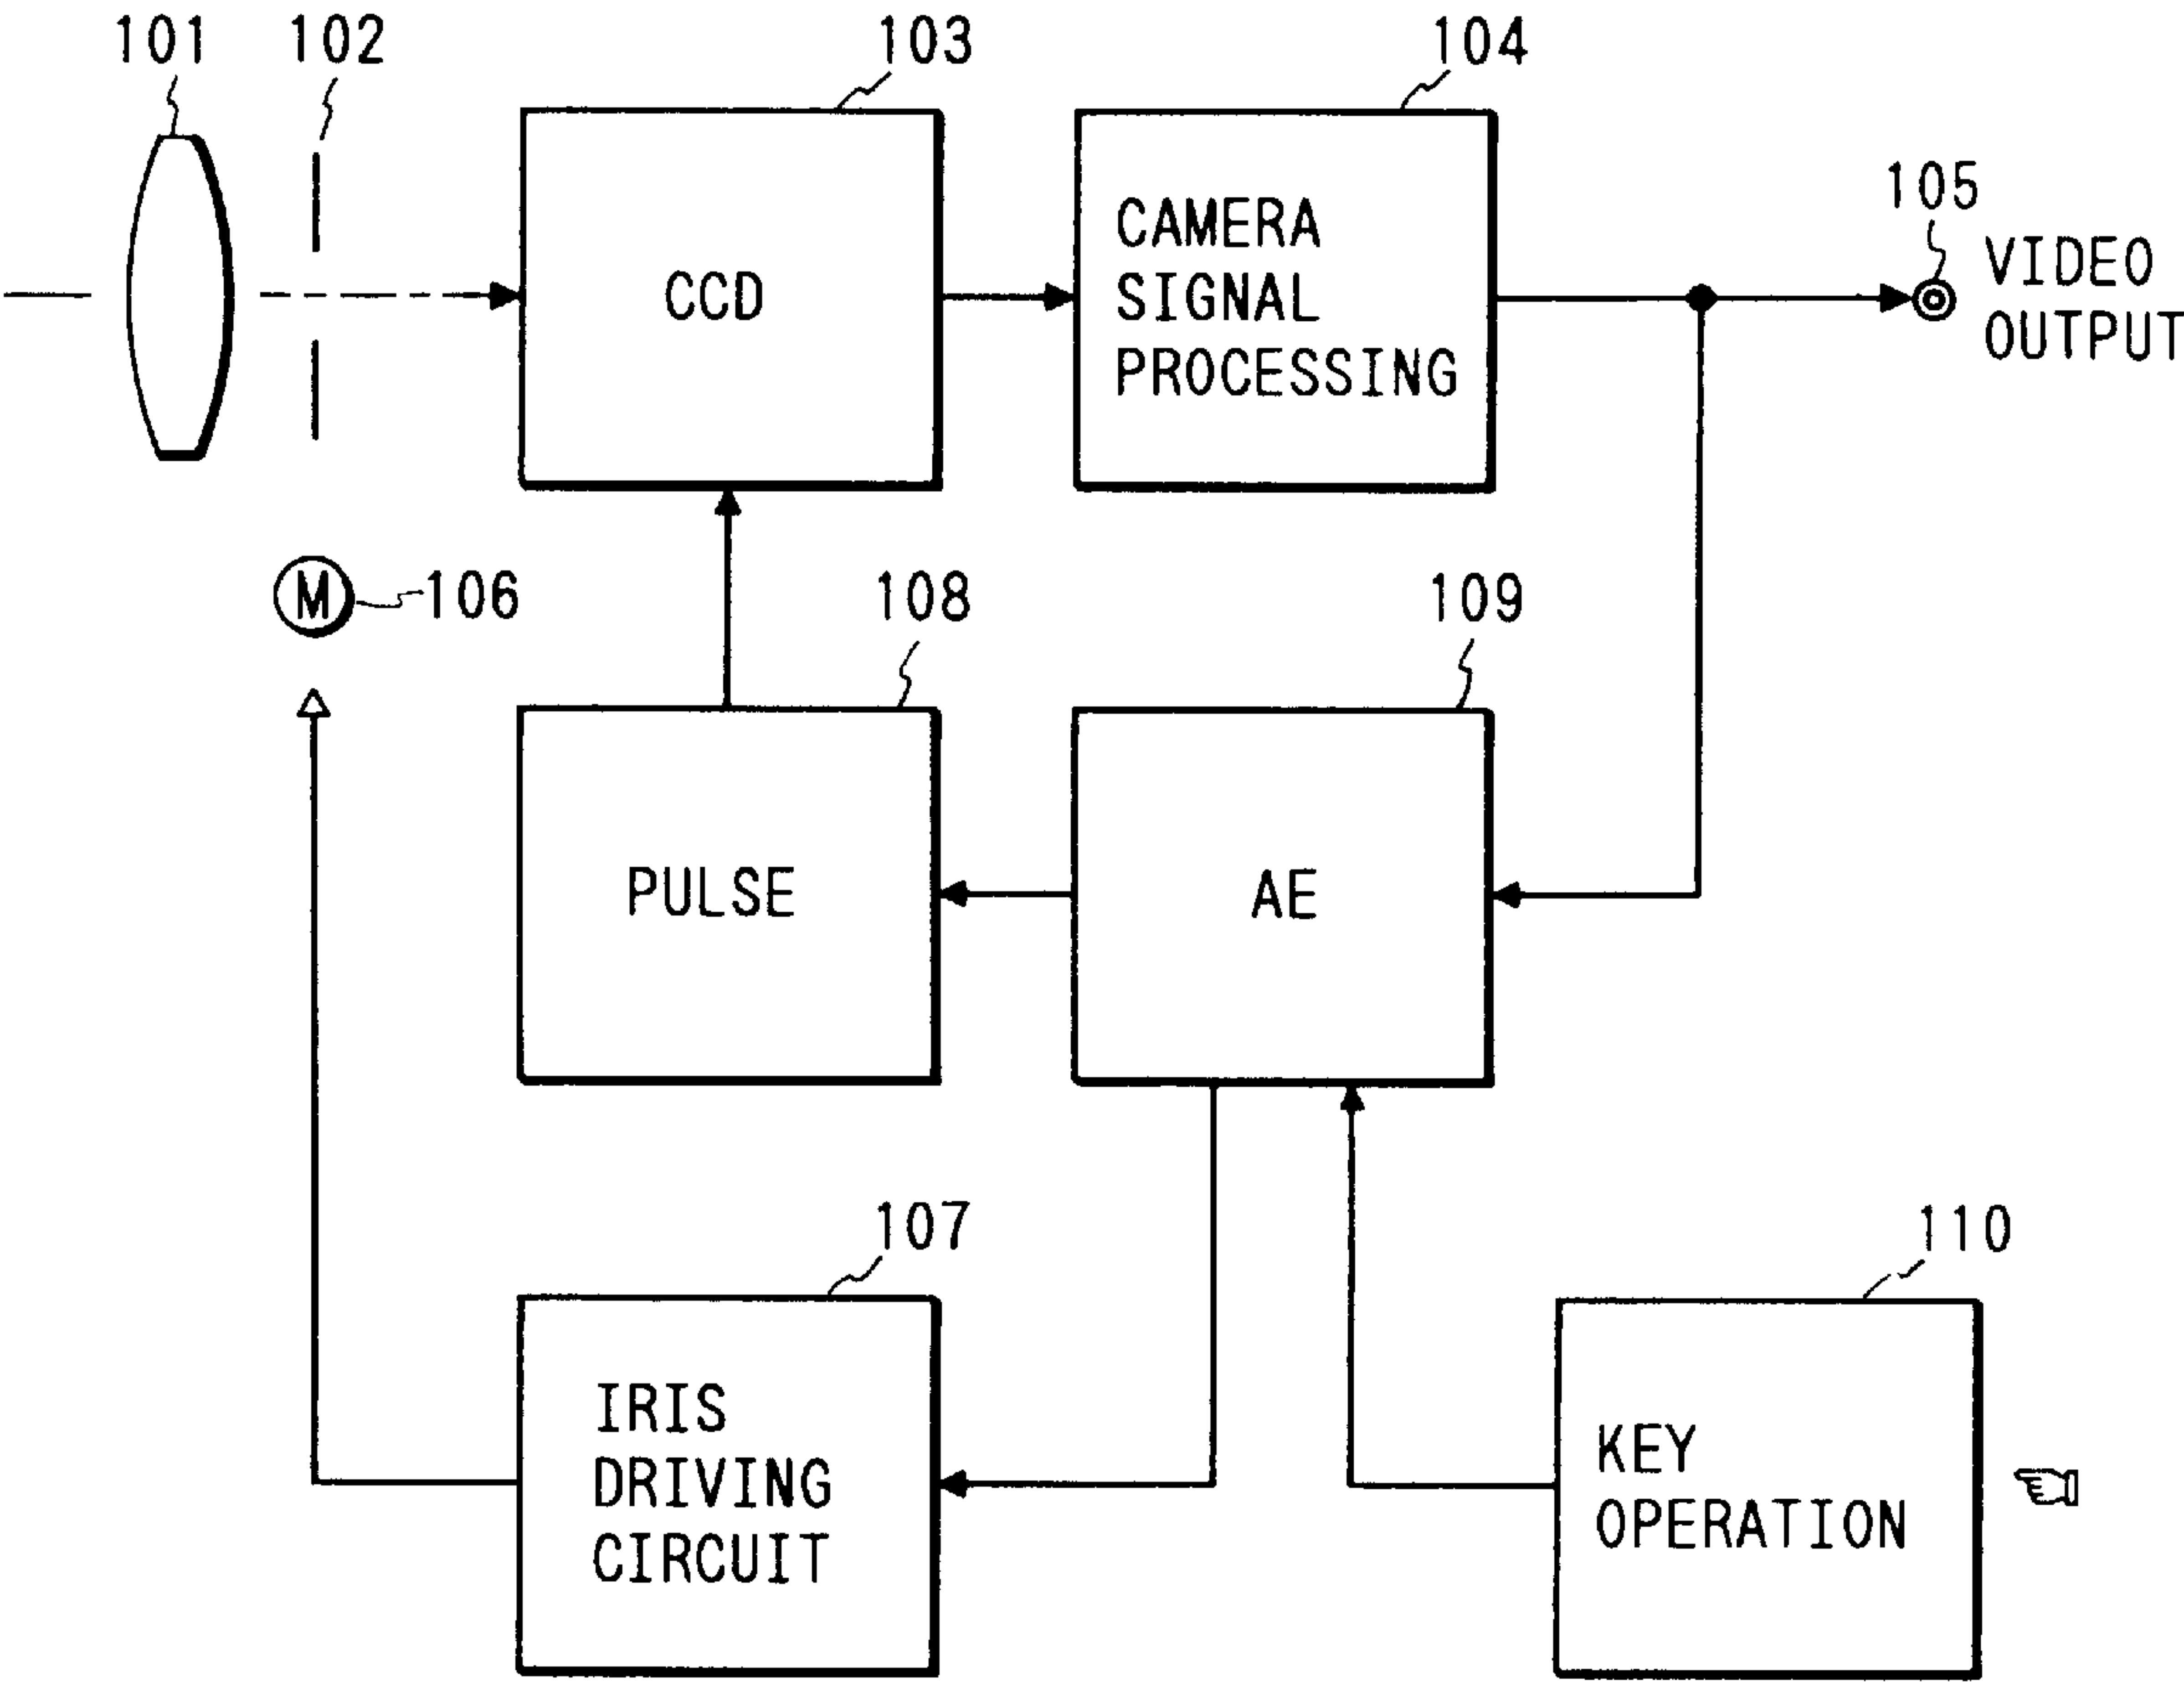 101
102
103
104
105
CCD
CAMERA
SIGNAL
PROCESSING
VIDEO
OUTPUT
M
106
108
109
PULSE
AE
107
110
IRIS
DRIVING
CIRCUIT
KEY
OPERATION